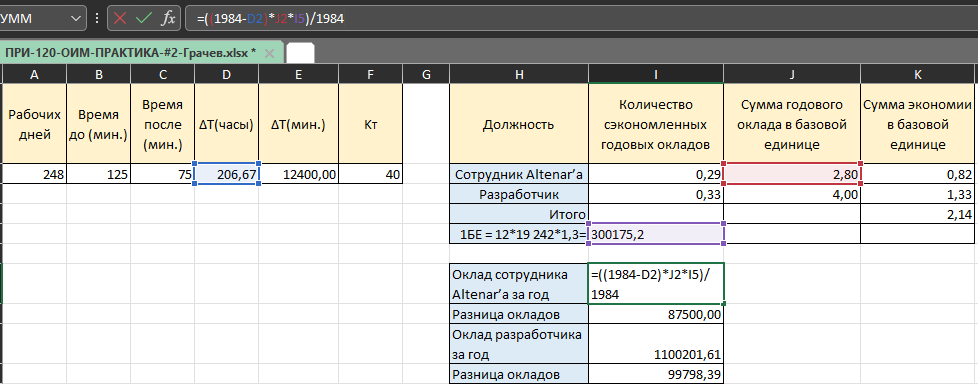 УММ
=((1984-D2)*J2*I5)/1984
ПРИ-120-ОИМ-ПРАКТИКА-#2-Грачев.xlsx *
A B C D E F G H I J K
Рабочих дней Время до (мин.) Время после (мин.) ΔT(часы) ΔT(мин.) Кт Должность Количество сэкономленных годовых окладов Сумма годового оклада в базовой единице Сумма экономии в базовой единице
248 125 75 206,67 12400,00 40 Сотрудник Altenar’a 0,29 2,80 0,82
Разработчик 0,33 4,00 1,33
Итого 2,14
1БЕ = 12*19 242*1,3= 300175,2
Оклад сотрудника =((1984-D2)*J2*I5)/
Altenar’a за год 1984
Разница окладов 87500,00
Оклад разработчика
за год 1100201,61
Разница окладов 99798,39